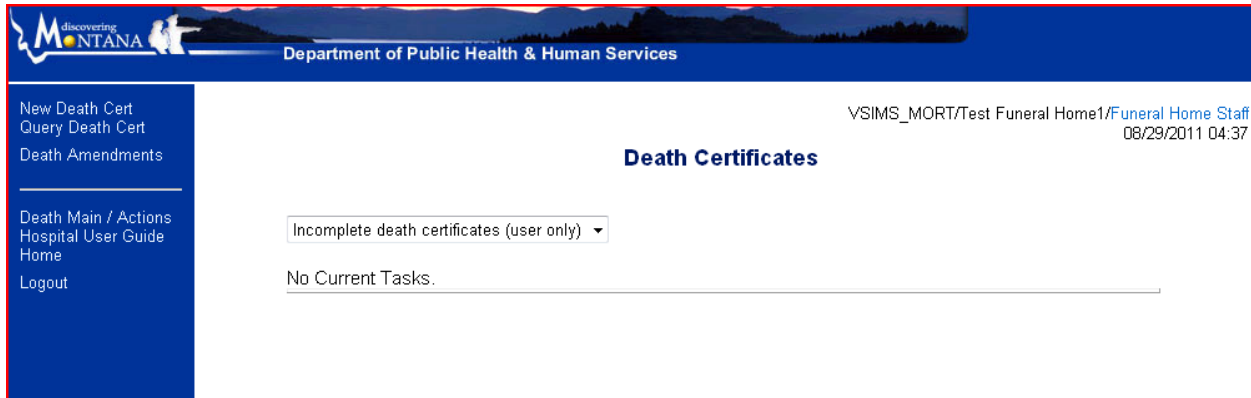 discovering
MONTANA
Department of Public Health & Human Services
New Death Cert
Query Death Cert
Death Amendments
Death Main / Actions
Hospital User Guide
Home
Logout
VSIMS_MORT/Test Funeral Home1/Funeral Home Staff
08/29/2011 04:37
Death Certificates
Incomplete death certificates (user only)
No Current Tasks.